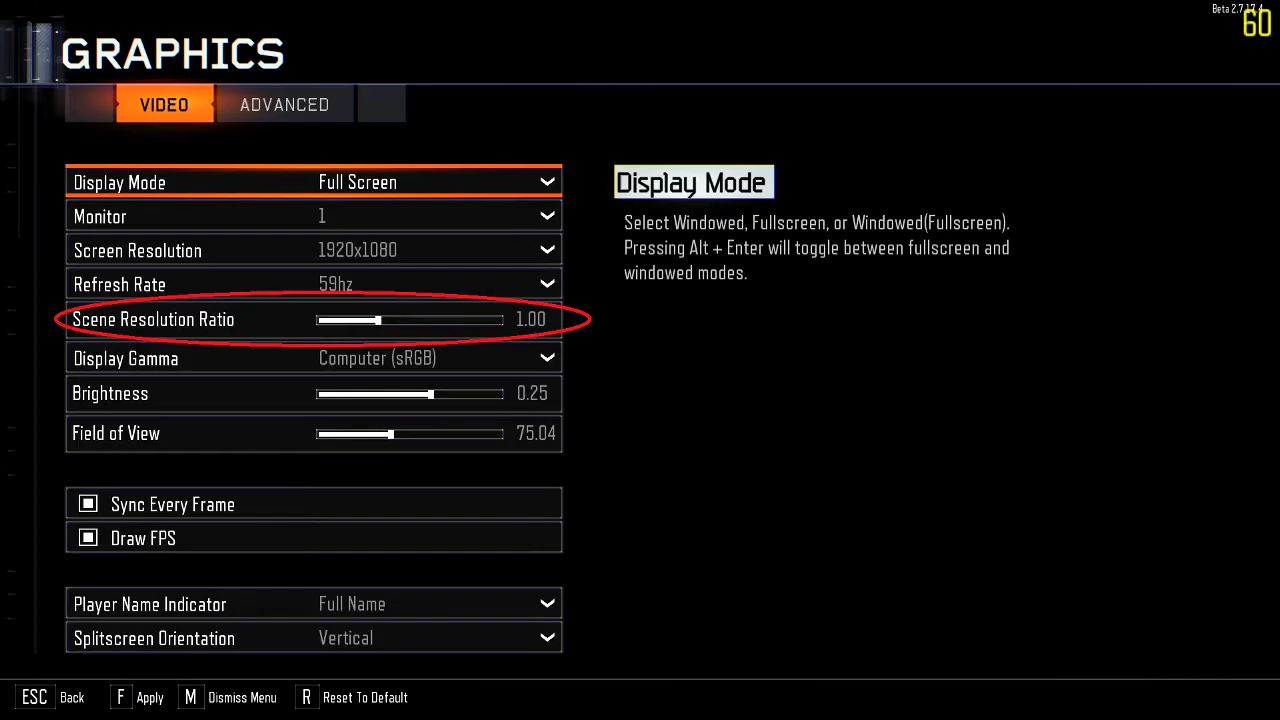 Beta 2.7.17.4
60
GRAPHICS
VIDEO ADVANCED
Display Mode Full Screen
Monitor 1
Screen Resolution 1920x1080
Refresh Rate 59hz
Scene Resolution Ratio 1.00
Display Gamma Computer (sRGB)
Brightness 0.25
Field of View 75.04
Sync Every Frame
Draw FPS
Player Name Indicator Full Name
Splitscreen Orientation Vertical
Display Mode
Select Windowed, Fullscreen, or Windowed(Fullscreen).
Pressing Alt + Enter will toggle between fullscreen and
windowed modes.
ESC Back F Apply M Dismiss Menu R Reset To Default